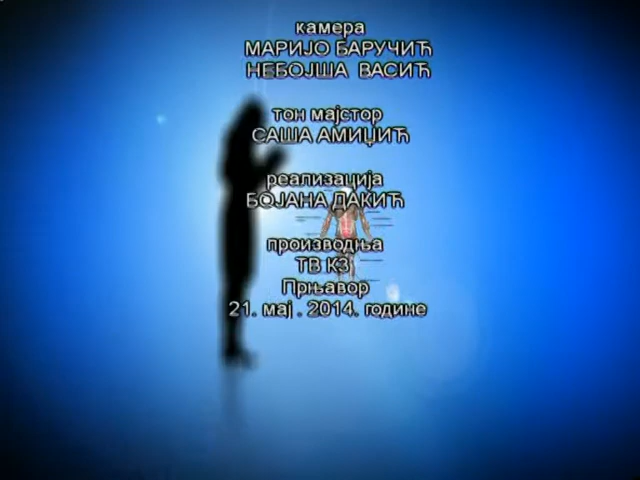 камера
МАРИЈО БАРУЧИЋ
НЕБОЈША ВАСИЋ
тон мајстор
САША АМИЏИЋ
реализација
БОЈАНА ДАКИЋ
производња
ТВ КЗ
Прњавор
21. мај . 2014. године